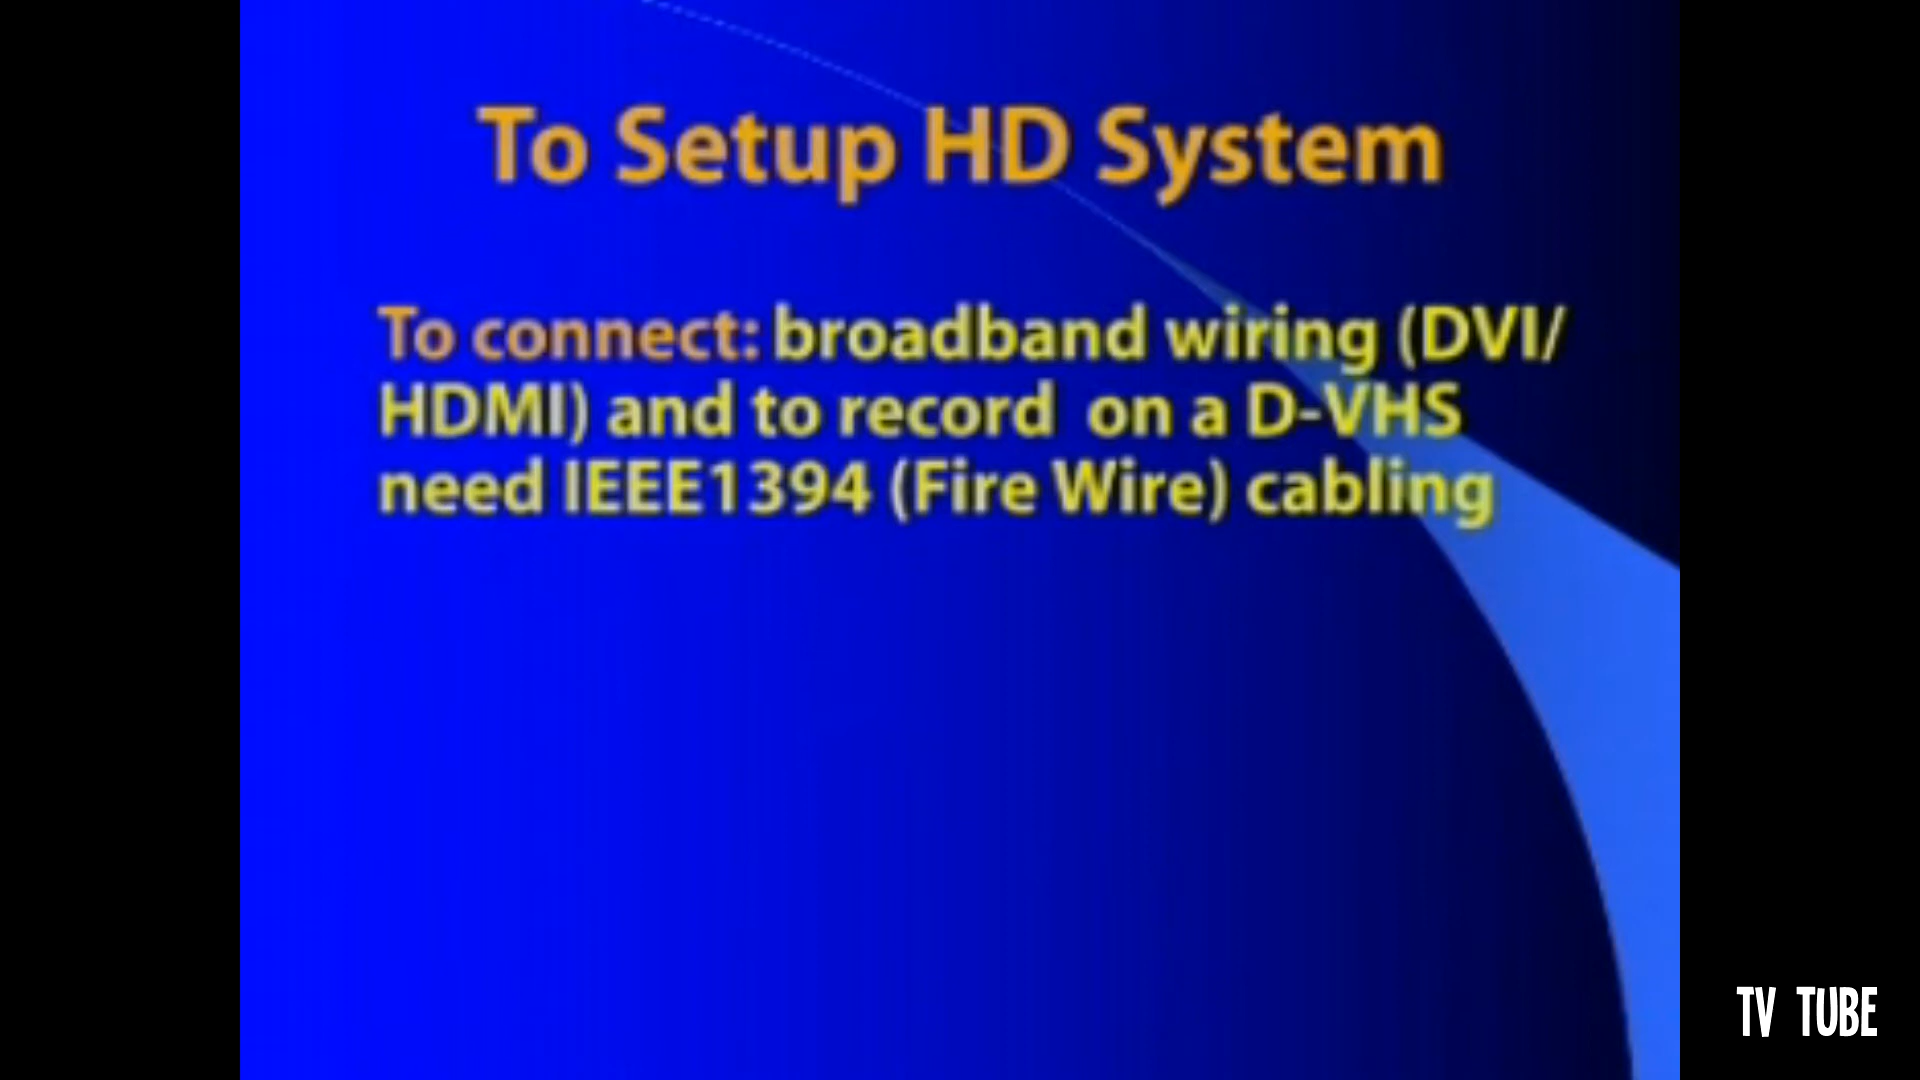 To Setup HD System
To connect: broadband wiring (DVI/
HDMI) and to record on a D-VHS
need IEEE1394 (Fire Wire) cabling
TV TUBE